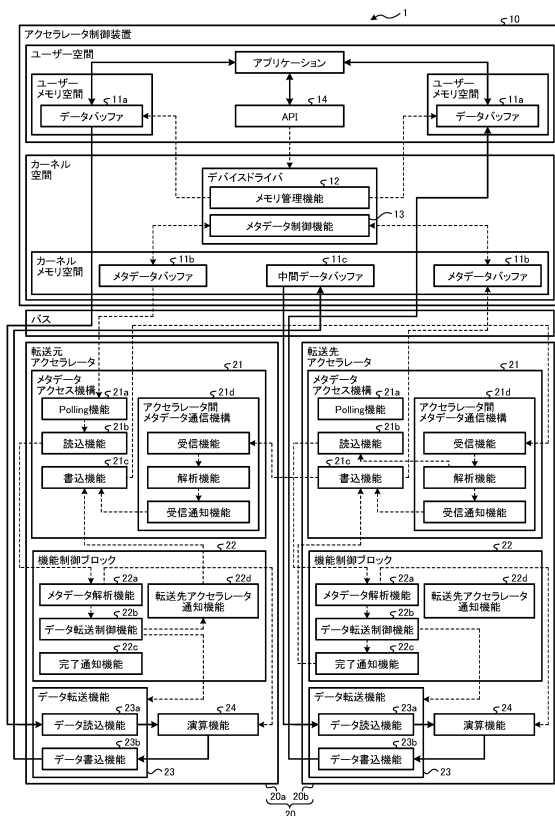 1
10
アクセラレータ制御装置
ユーザー空間
アプリケーション
ユーザー
メモリ空間
11a
データバッファ
14
API
ユーザー
メモリ空間
11a
データバッファ
カーネル
空間
デバイスドライバ
12
メモリ管理機能
13
メタデータ制御機能
カーネル
メモリ空間
11b
メタデータバッファ
11c
中間データバッファ
11b
メタデータバッファ
バス
転送元
アクセラレータ
21
メタデータ
アクセス機構
21a
Polling機能
21b
読込機能
21c
書込機能
21d
アクセラレータ間
メタデータ通信機構
受信機能
解析機能
受信通知機能
22
機能制御ブロック
22a
メタデータ解析機能
22b
データ転送制御機能
22c
完了通知機能
22d
転送先アクセラレータ
通知機能
データ転送機能
23a
データ読込機能
23b
データ書込機能
23
24
演算機能
転送先
アクセラレータ
21
メタデータ
アクセス機構
21a
Polling機能
21b
読込機能
21c
書込機能
21d
アクセラレータ間
メタデータ通信機構
受信機能
解析機能
受信通知機能
22
機能制御ブロック
22a
メタデータ解析機能
22b
データ転送制御機能
22c
完了通知機能
22d
転送先アクセラレータ
通知機能
データ転送機能
23a
データ読込機能
23b
データ書込機能
23
24
演算機能
20a 20b
20